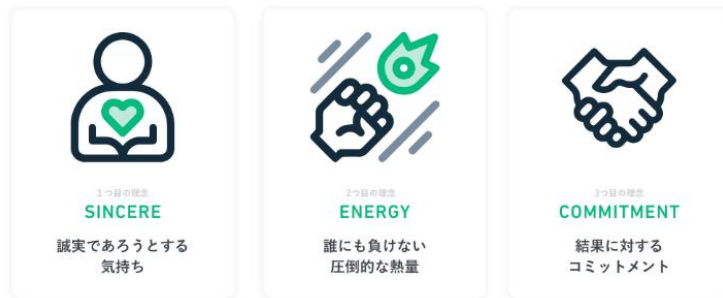 1つ目の理念
SINCERE
誠実であろうとする
気持ち
2つ目の理念
ENERGY
誰にも負けない
圧倒的な熱量
3つ目の理念
COMMITMENT
結果に対する
コミットメント